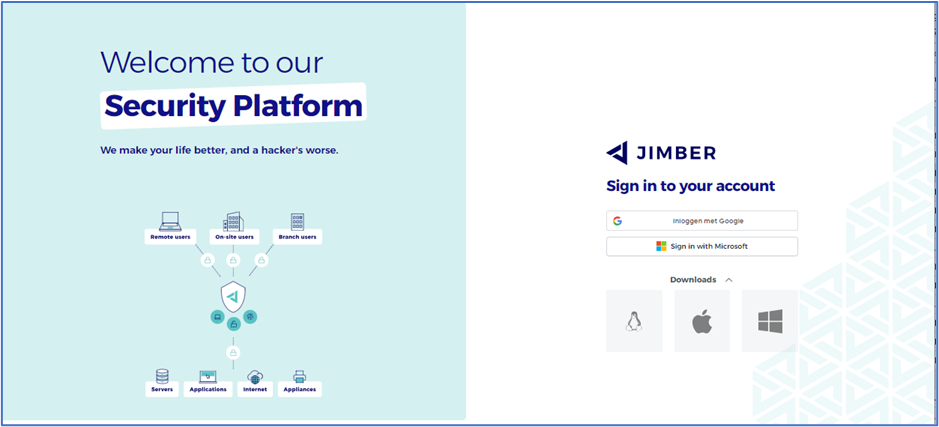 Welcome to our
Security Platform
We make your life better, and a hacker's worse.
Remote users
On-site users
Branch users
Servers
Applications
Internet
Appliances
JIMBER
Sign in to your account
Inloggen met Google
Sign in with Microsoft
Downloads